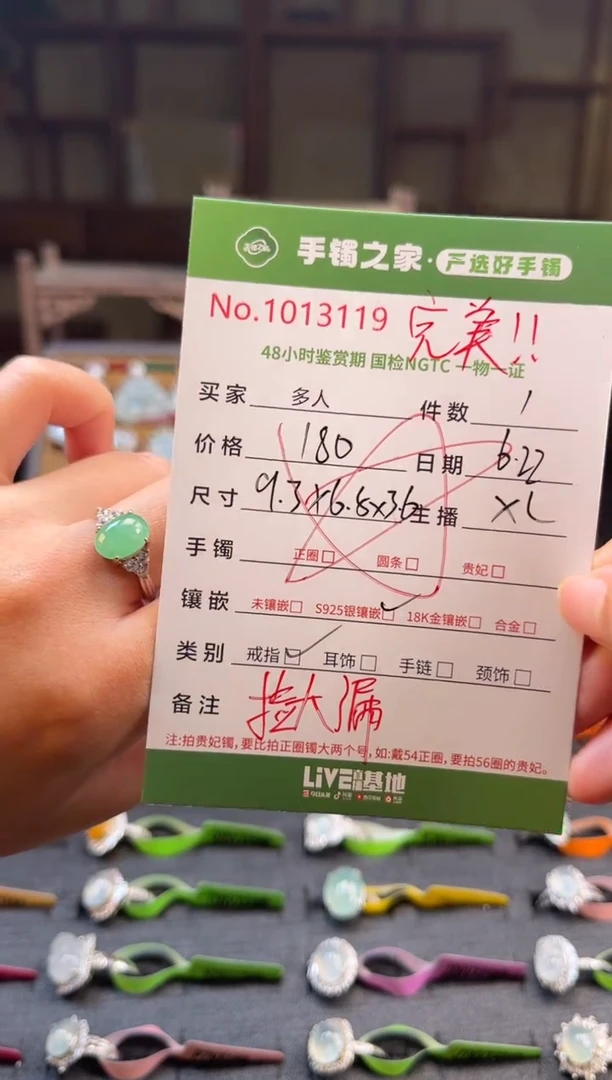 手镯之家·严选好手镯
No.1013119 完美!!
48小时鉴赏期 国检NGTC 一物一证
买家 多人 件数 1
价格 180 日期 6.22
尺寸 9.3X6.8x3.6 主播 XL
手镯 正圈□ 圆条□ 贵妃□
镶嵌 未镶嵌□ S925银镶嵌☑ 18K金镶嵌□ 合金□
类别 戒指☑ 耳饰□ 手链□ 颈饰□
备注 捡大漏
注:拍贵妃镯,要比拍正圈镯大两个号,如:戴54正圈,要拍56圈的贵妃。
LiVE直播基地